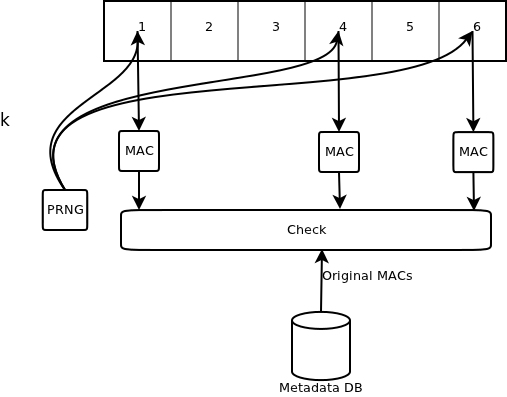 1 2 3 4 5 6
k
MAC MAC MAC
PRNG
Check
Original MACs
Metadata DB